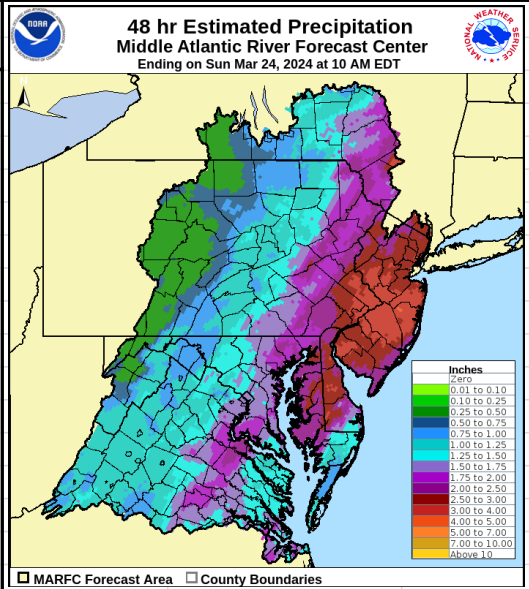 48 hr Estimated Precipitation
Middle Atlantic River Forecast Center
Ending on Sun Mar 24, 2024 at 10 AM EDT
NOAA
NATIONAL WEATHER SERVICE
N
Inches
Zero
0.01 to 0.10
0.10 to 0.25
0.25 to 0.50
0.50 to 0.75
0.75 to 1.00
1.00 to 1.25
1.25 to 1.50
1.50 to 1.75
1.75 to 2.00
2.00 to 2.50
2.50 to 3.00
3.00 to 4.00
4.00 to 5.00
5.00 to 7.00
7.00 to 10.00
Above 10
MARFC Forecast Area
County Boundaries